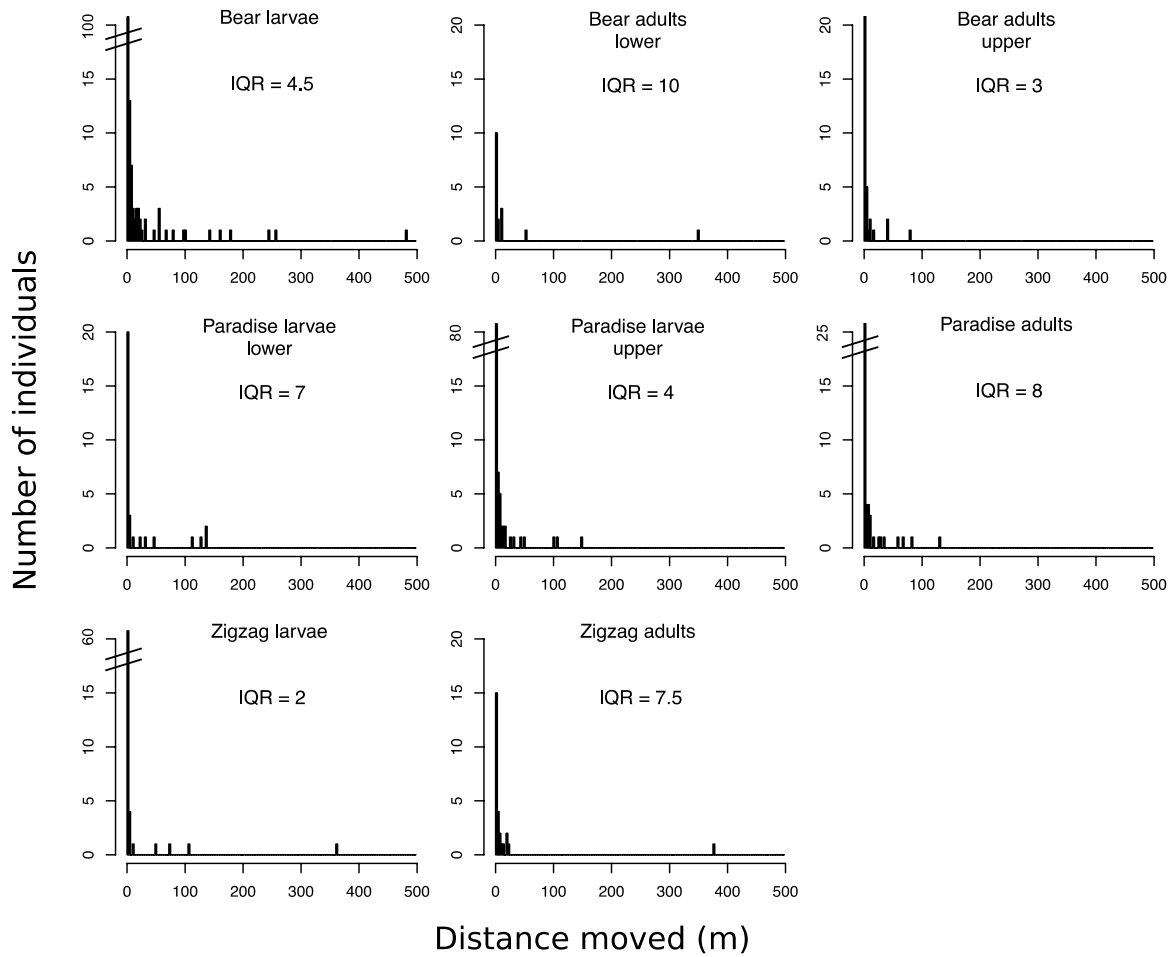 Bear larvae
IQR = 4.5
100
15
10
5
0
0 100 200 300 400 500
Bear adults
lower
IQR = 10
20
15
10
5
0
0 100 200 300 400 500
Bear adults
upper
IQR = 3
20
15
10
5
0
0 100 200 300 400 500
Number of individuals
Paradise larvae
lower
IQR = 7
20
15
10
5
0
0 100 200 300 400 500
Paradise larvae
upper
IQR = 4
80
15
10
5
0
0 100 200 300 400 500
Paradise adults
IQR = 8
25
15
10
5
0
0 100 200 300 400 500
Zigzag larvae
IQR = 2
60
15
10
5
0
0 100 200 300 400 500
Zigzag adults
IQR = 7.5
20
15
10
5
0
0 100 200 300 400 500
Distance moved (m)